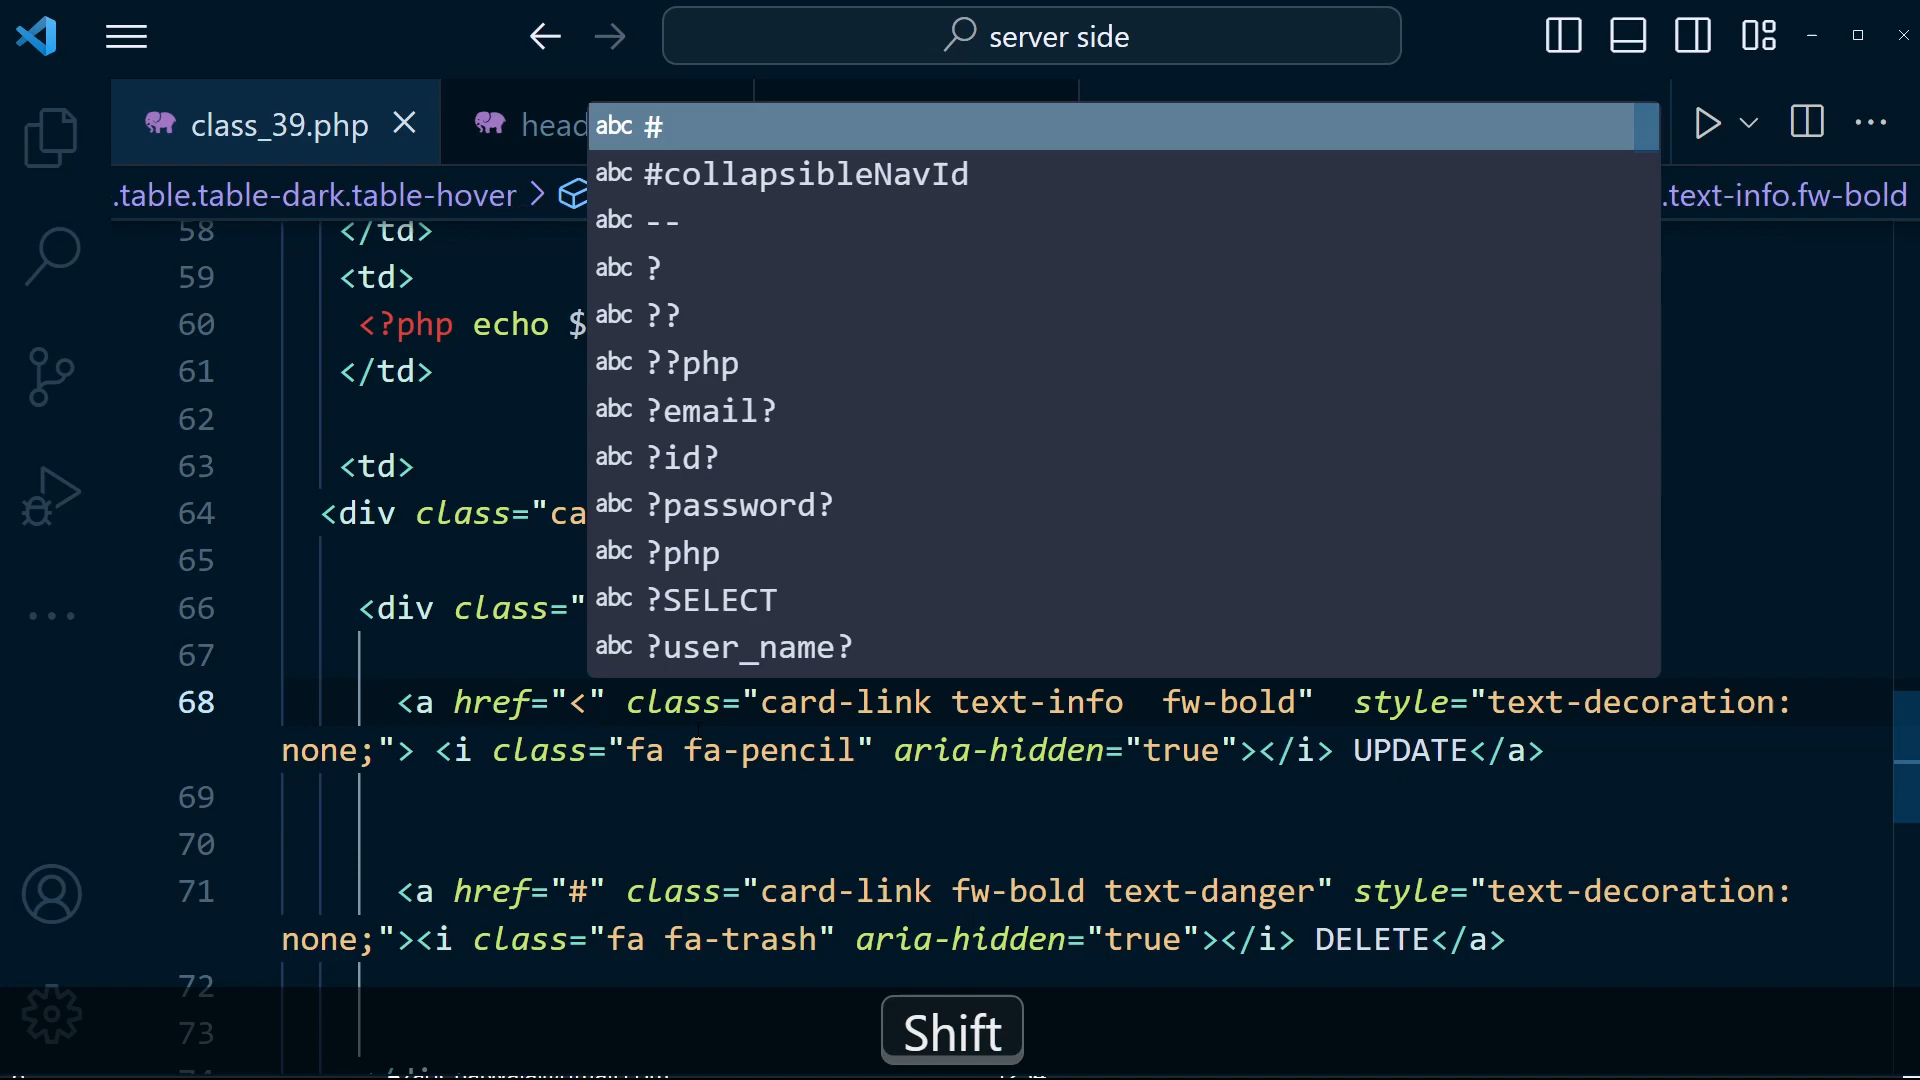 server side
class_39.php
head
.table.table-dark.table-hover
.text-info.fw-bold
abc #
abc #collapsibleNavId
abc --
abc ?
abc ??
abc ??php
abc ?email?
abc ?id?
abc ?password?
abc ?php
abc ?SELECT
abc ?user_name?
58 </td>
59 <td>
60 <?php echo $
61 </td>
62
63 <td>
64 <div class="ca
65
66 <div class="
67
68 <a href="<" class="card-link text-info  fw-bold"  style="text-decoration:
none;"> <i class="fa fa-pencil" aria-hidden="true"></i> UPDATE</a>
69
70
71 <a href="#" class="card-link fw-bold text-danger" style="text-decoration:
none;"><i class="fa fa-trash" aria-hidden="true"></i> DELETE</a>
72
73
Shift